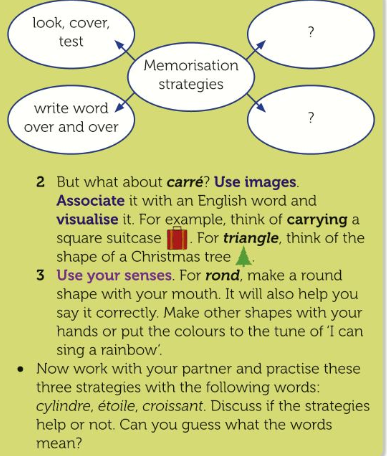 look, cover,
test
?
Memorisation
strategies
write word
over and over
?
2 But what about carré? Use images.
Associate it with an English word and
visualise it. For example, think of carrying a
square suitcase . For triangle, think of the
shape of a Christmas tree .
3 Use your senses. For rond, make a round
shape with your mouth. It will also help you
say it correctly. Make other shapes with your
hands or put the colours to the tune of ‘I can
sing a rainbow’.
• Now work with your partner and practise these
three strategies with the following words:
cylindre, étoile, croissant. Discuss if the strategies
help or not. Can you guess what the words
mean?